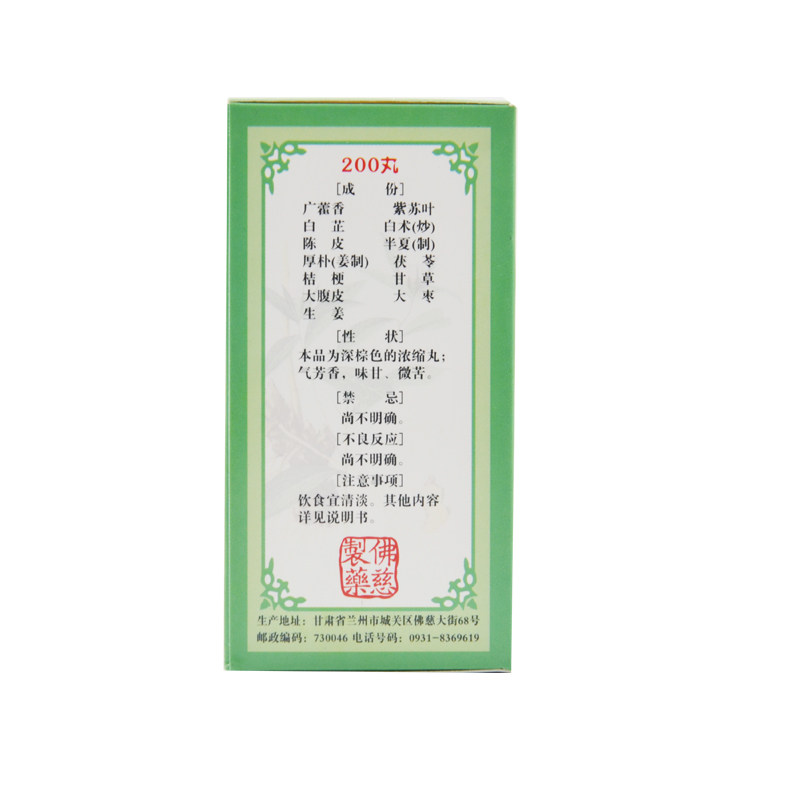 200丸
[成 份]
广藿香 紫苏叶
白 芷 白术(炒)
陈 皮 半夏(制)
厚朴(姜制) 茯 苓
桔 梗 甘 草
大腹皮 大 枣
生 姜
[性 状]
本品为深棕色的浓缩丸;
气芳香，味甘、微苦。
[禁 忌]
尚不明确。
[不良反应]
尚不明确。
[注意事项]
饮食宜清淡。其他内容
详见说明书。
佛慈
製藥
生产地址：甘肃省兰州市城关区佛慈大街68号
邮政编码：730046 电话号码：0931-8369619